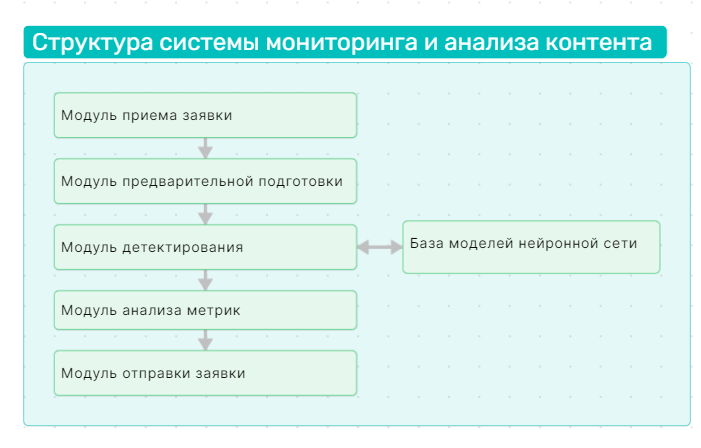 Структура системы мониторинга и анализа контента
Модуль приема заявки
Модуль предварительной подготовки
Модуль детектирования
База моделей нейронной сети
Модуль анализа метрик
Модуль отправки заявки